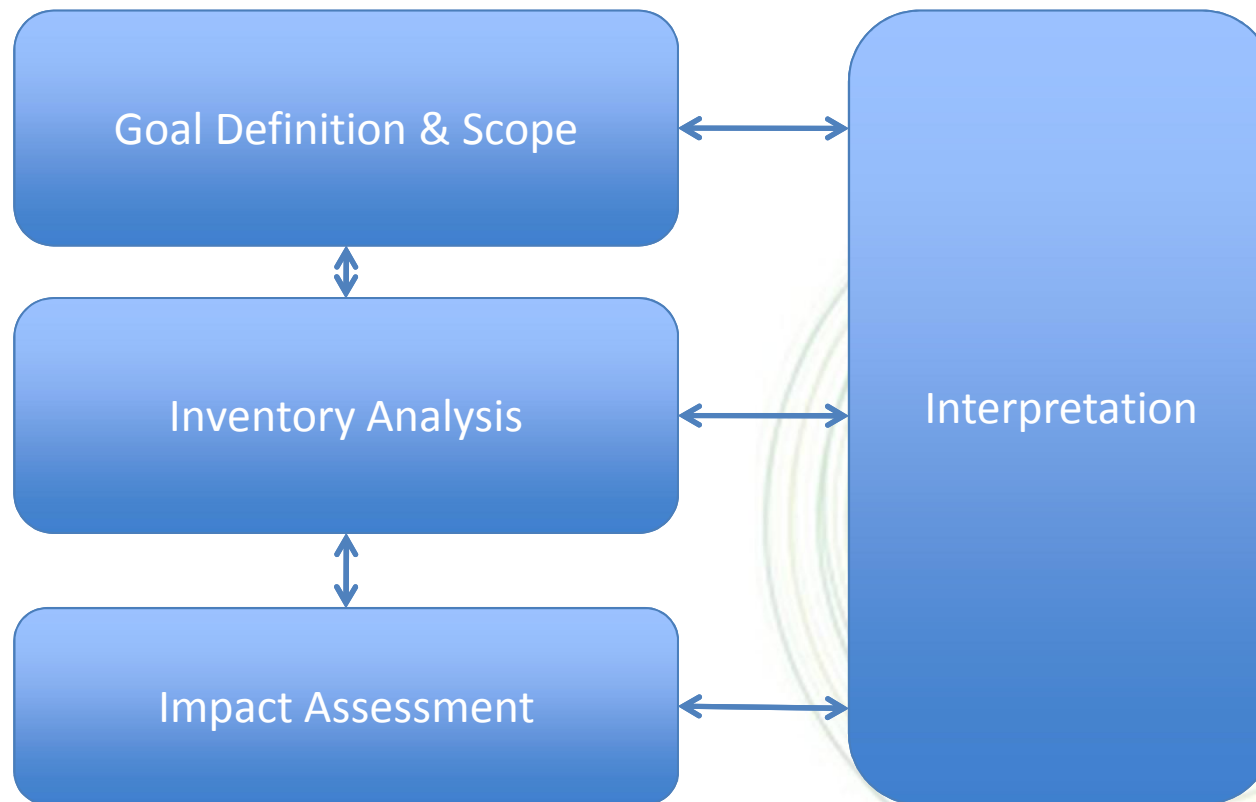 Goal Definition & Scope
Inventory Analysis
Interpretation
Impact Assessment